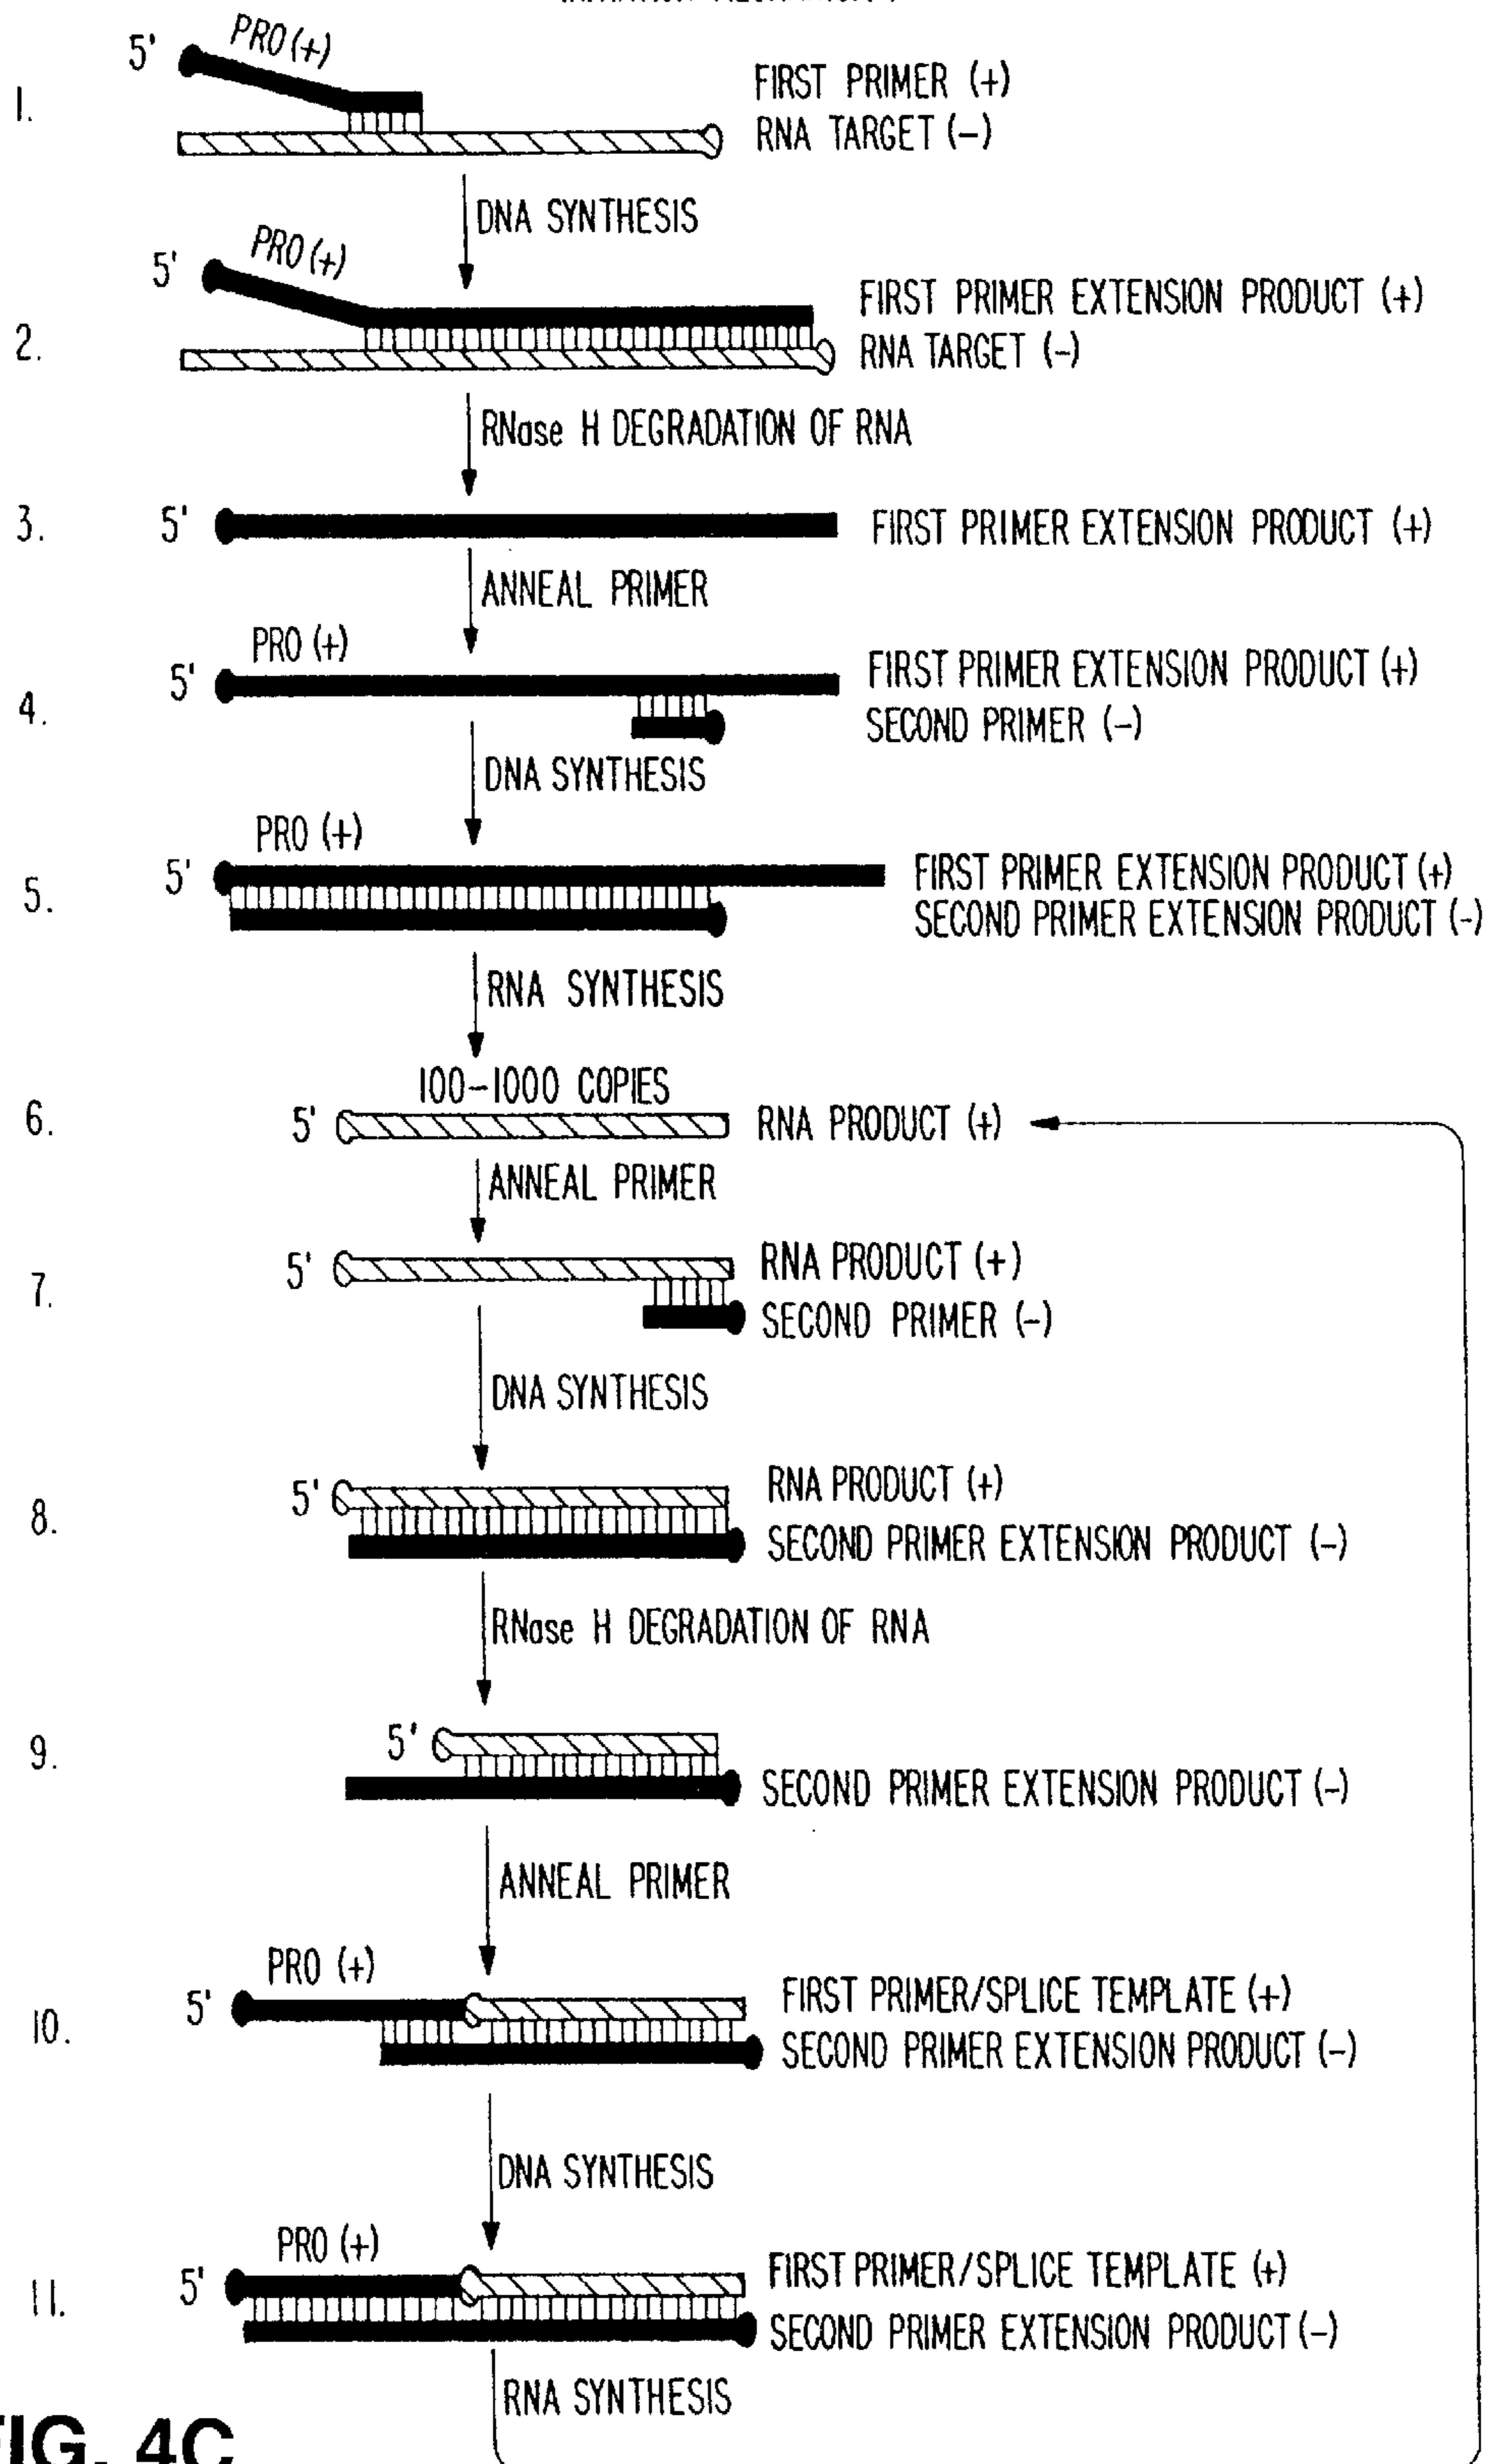 5' PRO (+)
1.
FIRST PRIMER (+)
RNA TARGET (-)
DNA SYNTHESIS
5' PRO (+)
2.
FIRST PRIMER EXTENSION PRODUCT (+)
RNA TARGET (-)
RNase H DEGRADATION OF RNA
3. 5' FIRST PRIMER EXTENSION PRODUCT (+)
ANNEAL PRIMER
PRO (+)
4. 5' FIRST PRIMER EXTENSION PRODUCT (+)
SECOND PRIMER (-)
DNA SYNTHESIS
PRO (+)
5. 5' FIRST PRIMER EXTENSION PRODUCT (+)
SECOND PRIMER EXTENSION PRODUCT (-)
RNA SYNTHESIS
100-1000 COPIES
6. 5' RNA PRODUCT (+)
ANNEAL PRIMER
7. 5' RNA PRODUCT (+)
SECOND PRIMER (-)
DNA SYNTHESIS
8. 5' RNA PRODUCT (+)
SECOND PRIMER EXTENSION PRODUCT (-)
RNase H DEGRADATION OF RNA
9. 5'
SECOND PRIMER EXTENSION PRODUCT (-)
ANNEAL PRIMER
PRO (+)
10. 5' FIRST PRIMER/SPLICE TEMPLATE (+)
SECOND PRIMER EXTENSION PRODUCT (-)
DNA SYNTHESIS
PRO (+)
11. 5' FIRST PRIMER/SPLICE TEMPLATE (+)
SECOND PRIMER EXTENSION PRODUCT (-)
RNA SYNTHESIS
FIG. 4C